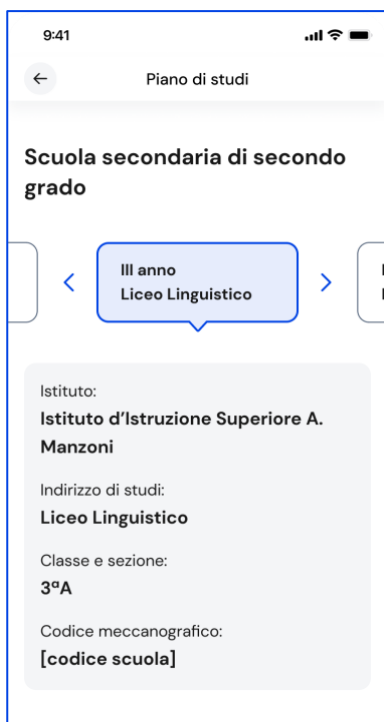 9:41
Piano di studi
Scuola secondaria di secondo
grado
III anno
Liceo Linguistico
Istituto:
Istituto d’Istruzione Superiore A.
Manzoni
Indirizzo di studi:
Liceo Linguistico
Classe e sezione:
3ªA
Codice meccanografico:
[codice scuola]